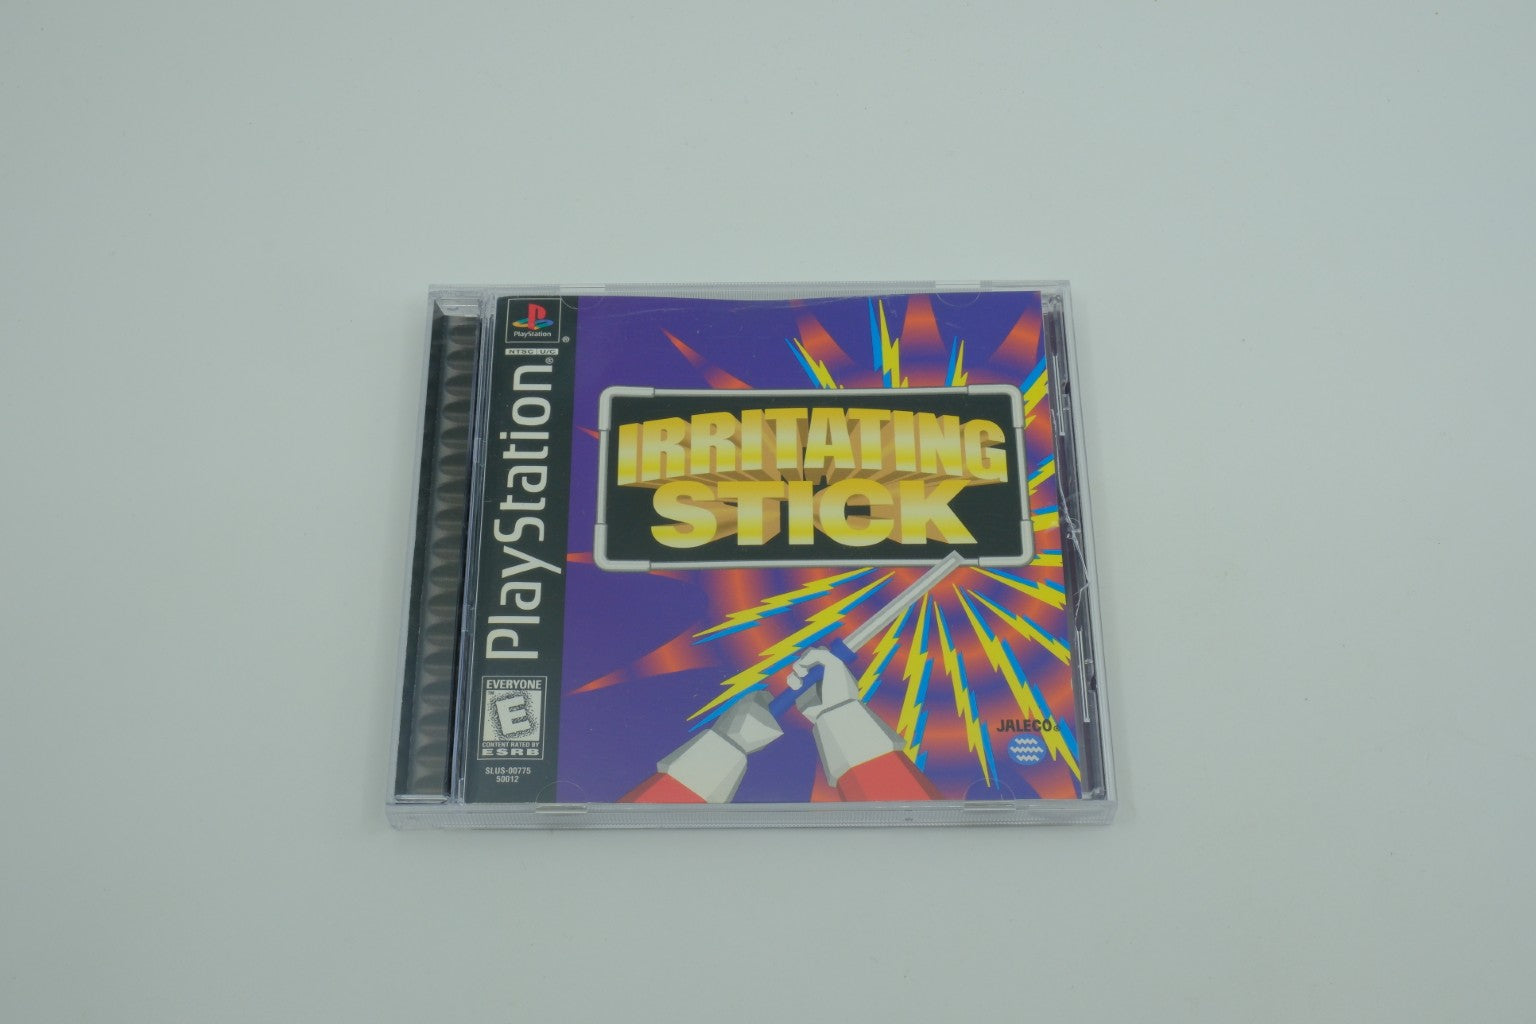 PlayStation
NTSC U/C
PlayStation
EVERYONE
E
CONTENT RATED BY
ESRB
SLUS-00775
50012
IRRITATING
STICK
JALECO